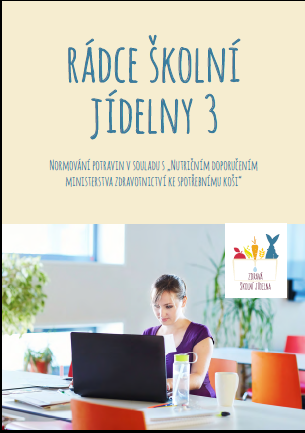 RÁDCE ŠKOLNÍ
JÍDELNY 3
NORMOVÁNÍ POTRAVIN V SOULADU S „NUTRIČNÍM DOPORUČENÍM
MINISTERSTVA ZDRAVOTNICTVÍ KE SPOTŘEBNÍMU KOŠI“
ZDRAVÁ
ŠKOLNÍ JÍDELNA